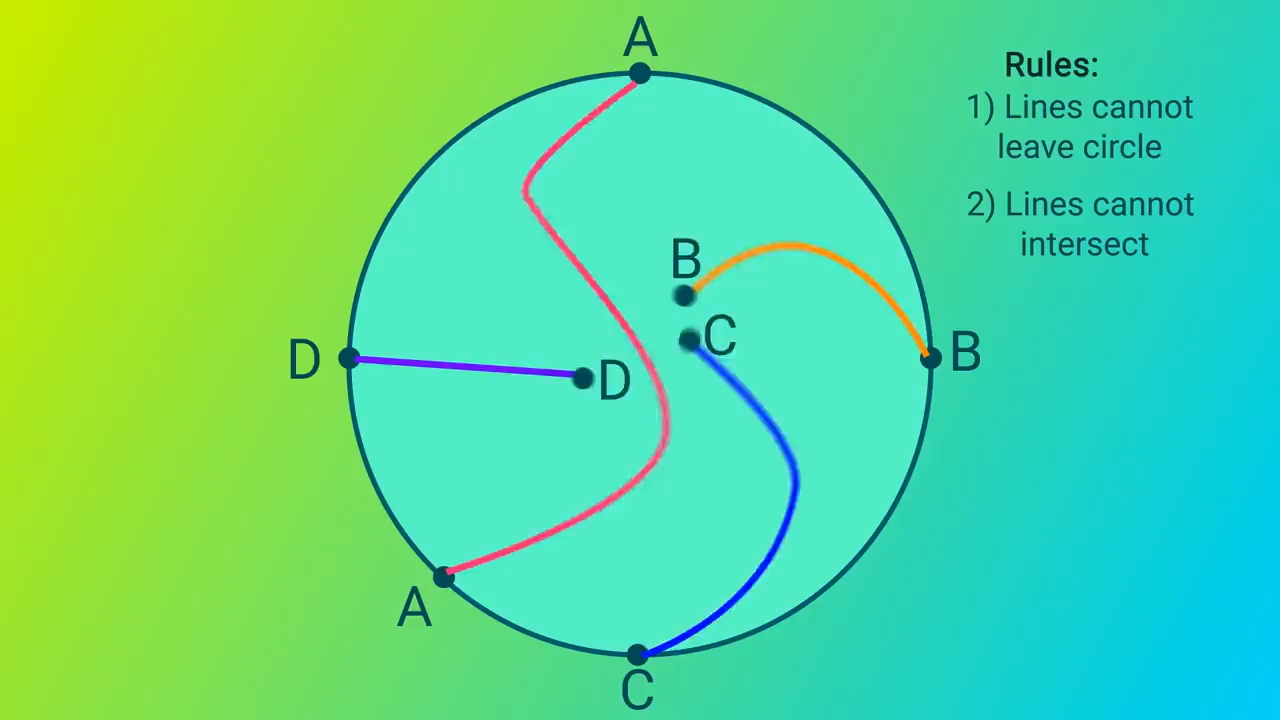 A
Rules:
1) Lines cannot
leave circle
2) Lines cannot
intersect
B
C
B
D
D
A
C